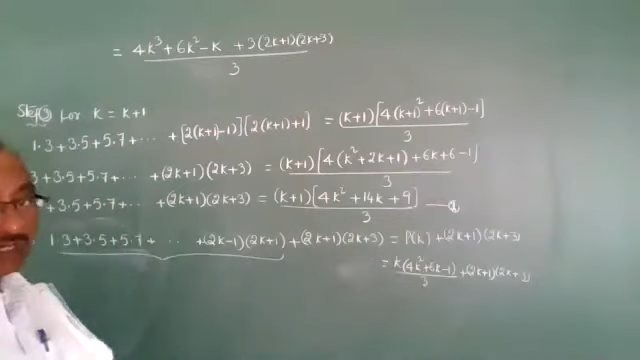 = 4k³ + 6k² - k + 3(2k+1)(2k+3)
3
Step ③ For k = k+1
1.3 + 3.5 + 5.7 + ... + [2(k+1)-1][2(k+1)+1] = (k+1)[4(k+1)² + 6(k+1) - 1]
3
3 + 3.5 + 5.7 + ... + (2k+1)(2k+3) = (k+1)[4(k²+2k+1) + 6k+6-1]
3
+ 3.5 + 5.7 + ... + (2k+1)(2k+3) = (k+1)[4k² + 14k + 9]
3
1.3 + 3.5 + 5.7 + ... + (2k-1)(2k+1) + (2k+1)(2k+3) = P(k) + (2k+1)(2k+3)
= k(4k²+6k-1) + (2k+1)(2k+3)
3